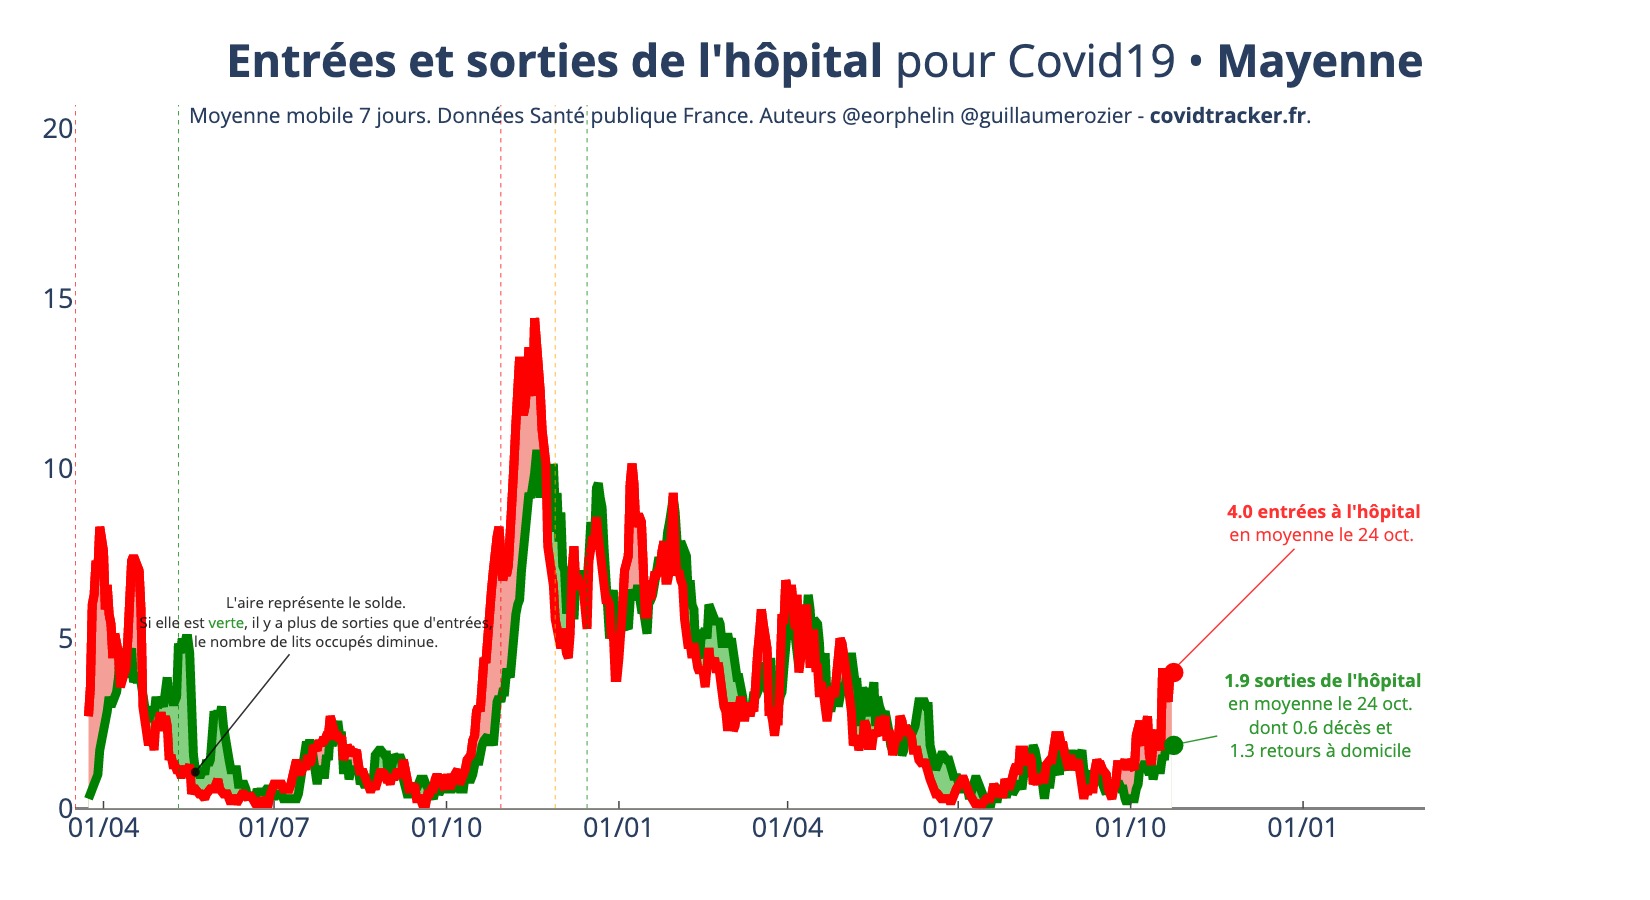 Entrées et sorties de l'hôpital pour Covid19 • Mayenne
Moyenne mobile 7 jours. Données Santé publique France. Auteurs @eorphelin @guillaumerozier - covidtracker.fr.
20
15
10
5
0
4.0 entrées à l'hôpital
en moyenne le 24 oct.
L'aire représente le solde.
Si elle est verte, il y a plus de sorties que d'entrées,
le nombre de lits occupés diminue.
1.9 sorties de l'hôpital
en moyenne le 24 oct.
dont 0.6 décès et
1.3 retours à domicile
01/04 01/07 01/10 01/01 01/04 01/07 01/10 01/01